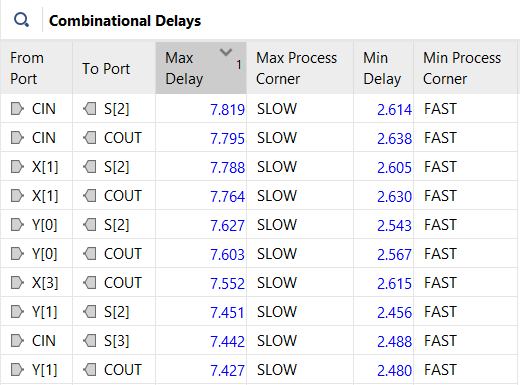 Combinational Delays
From Port To Port Max Delay 1 Max Process Corner Min Delay Min Process Corner
CIN S[2] 7.819 SLOW 2.614 FAST
CIN COUT 7.795 SLOW 2.638 FAST
X[1] S[2] 7.788 SLOW 2.605 FAST
X[1] COUT 7.764 SLOW 2.630 FAST
Y[0] S[2] 7.627 SLOW 2.543 FAST
Y[0] COUT 7.603 SLOW 2.567 FAST
X[3] COUT 7.552 SLOW 2.615 FAST
Y[1] S[2] 7.451 SLOW 2.456 FAST
CIN S[3] 7.442 SLOW 2.488 FAST
Y[1] COUT 7.427 SLOW 2.480 FAST